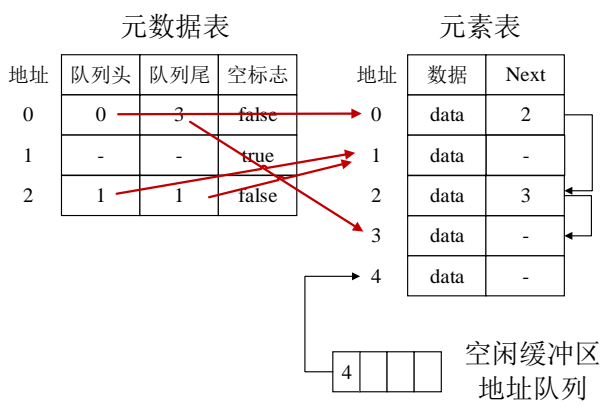 元数据表
元素表
地址 队列头 队列尾 空标志
0 0 3 false
1 - - true
2 1 1 false
地址 数据 Next
0 data 2
1 data -
2 data 3
3 data -
4 data -
4
空闲缓冲区
地址队列